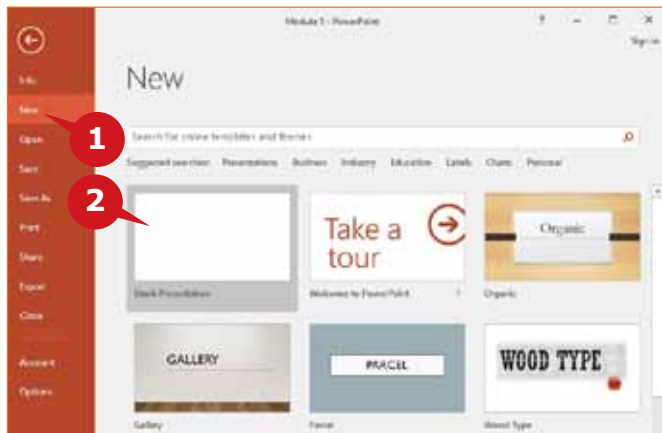 Module 5 - PowerPoint
?
Sign in
New
Info
New
Open
Save
Save As
Print
Share
Export
Close
Account
Options
1
2
Search for online templates and themes
Suggested searches: Presentations Business Industry Education Labels Charts Personal
Take a
tour
Organic
Blank Presentation
Welcome to PowerPoint
Organic
GALLERY
PARCEL
WOOD TYPE
Gallery
Parcel
Wood Type